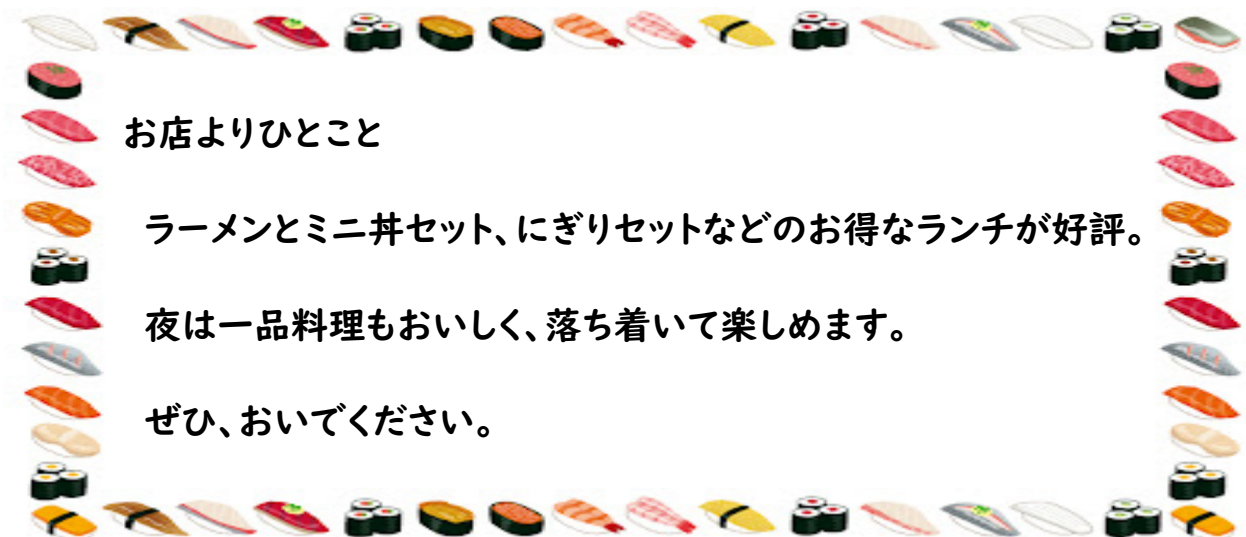 お店よりひとこと
ラーメンとミニ丼セット、にぎりセットなどのお得なランチが好評。
夜は一品料理もおいしく、落ち着いて楽しめます。
ぜひ、おいでください。